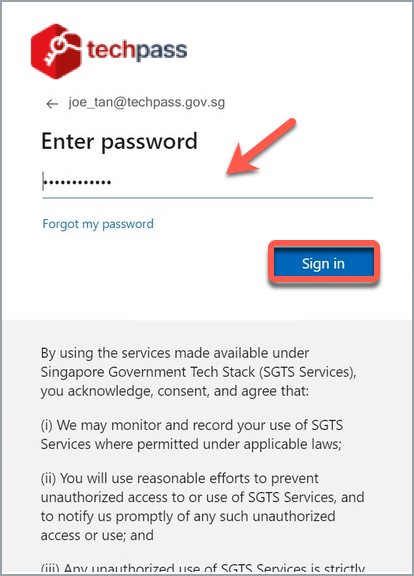 techpass
← joe_tan@techpass.gov.sg
Enter password
••••••••••••
Forgot my password
Sign in
By using the services made available under
Singapore Government Tech Stack (SGTS Services),
you acknowledge, consent, and agree that:
(i) We may monitor and record your use of SGTS
Services where permitted under applicable laws;
(ii) You will use reasonable efforts to prevent
unauthorized access to or use of SGTS Services, and
to notify us promptly of any such unauthorized
access or use; and
(iii) Any unauthorized use of SGTS Services is strictly